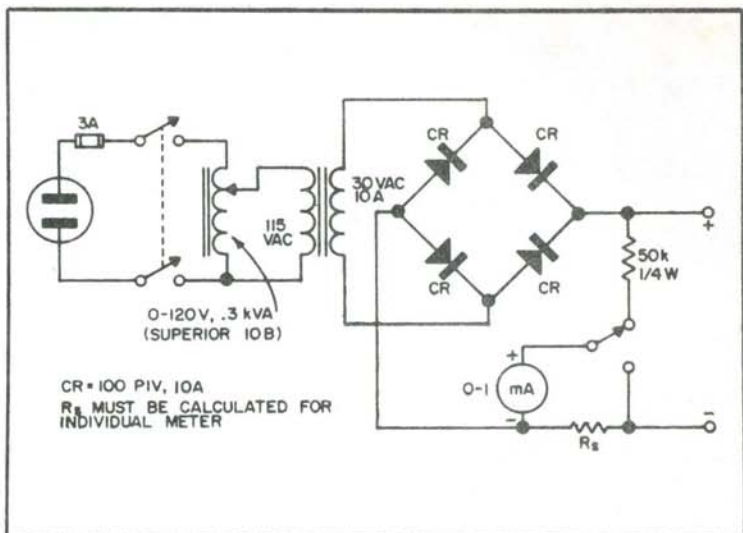 3A
CR
CR
30 VAC
10 A
115
VAC
+
50k
1/4 W
CR
CR
0-120V, .3 kVA
(SUPERIOR 10B)
+
0-1
mA
-
-
Rs
CR = 100 PIV, 10A
Rs MUST BE CALCULATED FOR
INDIVIDUAL METER